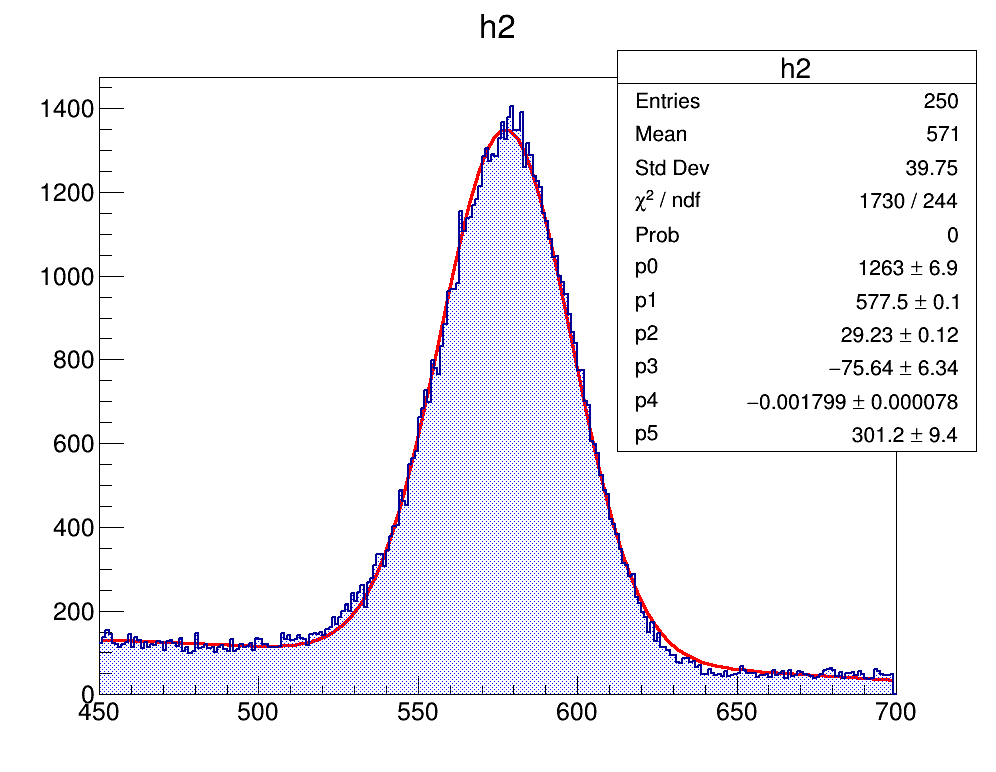 h2
h2
Entries 250
Mean 571
Std Dev 39.75
χ² / ndf 1730 / 244
Prob 0
p0 1263 ± 6.9
p1 577.5 ± 0.1
p2 29.23 ± 0.12
p3 −75.64 ± 6.34
p4 −0.001799 ± 0.000078
p5 301.2 ± 9.4
1400
1200
1000
800
600
400
200
0
450 500 550 600 650 700